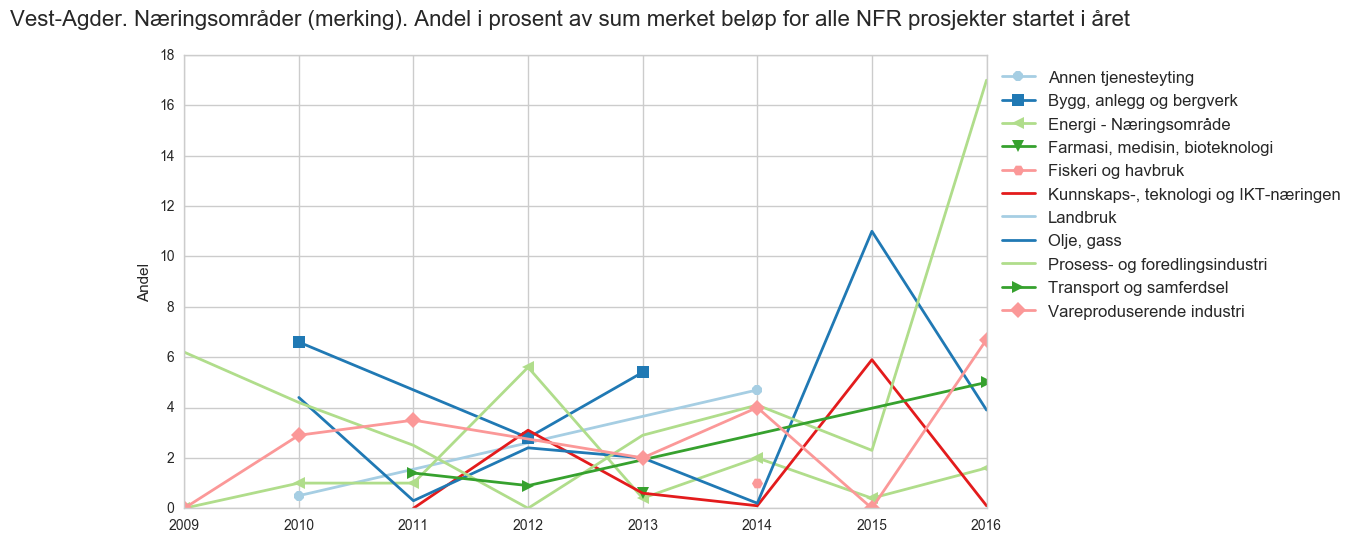 Vest-Agder. Næringsområder (merking). Andel i prosent av sum merket beløp for alle NFR prosjekter startet i året
18
16
14
12
10
8
6
4
2
0
Andel
2009 2010 2011 2012 2013 2014 2015 2016
Annen tjenesteyting
Bygg, anlegg og bergverk
Energi - Næringsområde
Farmasi, medisin, bioteknologi
Fiskeri og havbruk
Kunnskaps-, teknologi og IKT-næringen
Landbruk
Olje, gass
Prosess- og foredlingsindustri
Transport og samferdsel
Vareproduserende industri